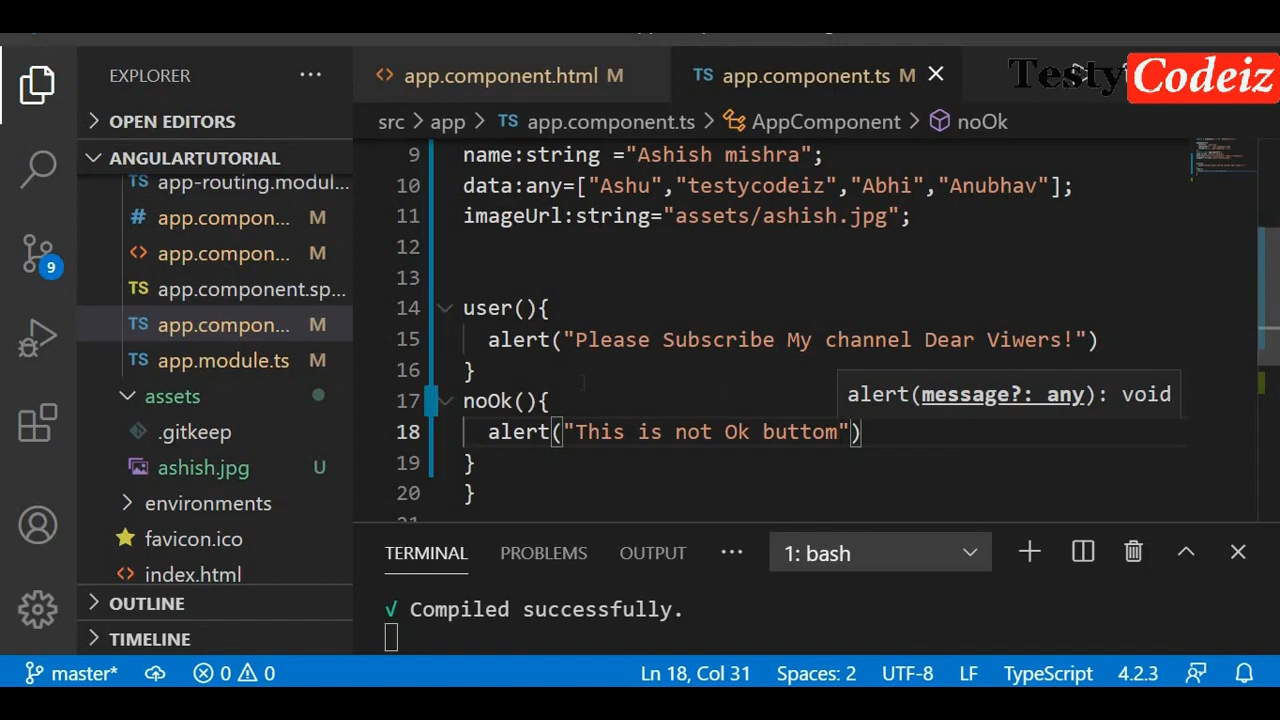 Testy Codeiz
EXPLORER
app.component.html M
TS app.component.ts M
src > app > TS app.component.ts > AppComponent > noOk
OPEN EDITORS
ANGULARTUTORIAL
app-routing.modul...
# app.compon... M
app.compon... M
TS app.component.sp...
TS app.compon... M
TS app.module.ts M
assets
.gitkeep
ashish.jpg U
environments
favicon.ico
index.html
OUTLINE
TIMELINE
9
9 name:string ="Ashish mishra";
10 data:any=["Ashu","testycodeiz","Abhi","Anubhav"];
11 imageUrl:string="assets/ashish.jpg";
12
13
14 user(){
15 alert("Please Subscribe My channel Dear Viwers!")
16 }
17 noOk(){
alert(message?: any): void
18 alert("This is not Ok buttom")
19 }
20 }
TERMINAL PROBLEMS OUTPUT ... 1: bash
√ Compiled successfully.
master* 0 0 Ln 18, Col 31 Spaces: 2 UTF-8 LF TypeScript 4.2.3